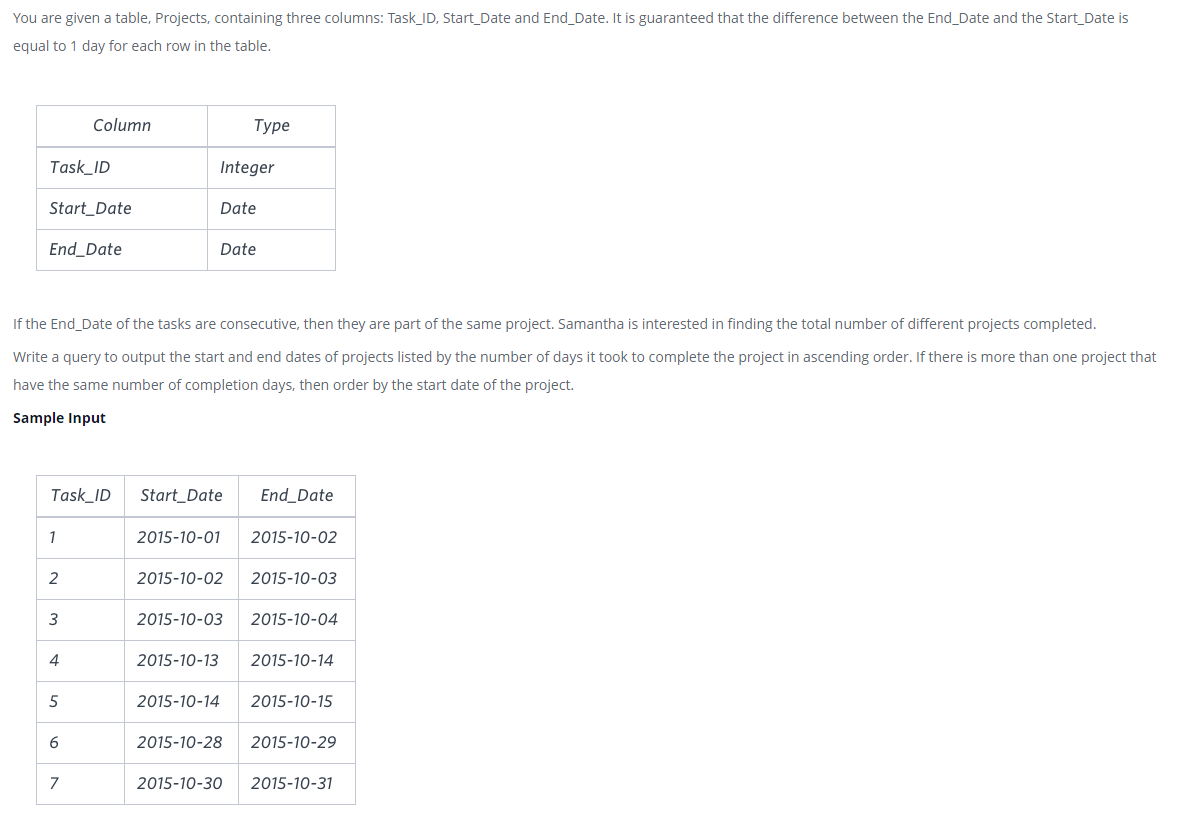 You are given a table, Projects, containing three columns: Task_ID, Start_Date and End_Date. It is guaranteed that the difference between the End_Date and the Start_Date is
equal to 1 day for each row in the table.
Column Type
Task_ID Integer
Start_Date Date
End_Date Date
If the End_Date of the tasks are consecutive, then they are part of the same project. Samantha is interested in finding the total number of different projects completed.
Write a query to output the start and end dates of projects listed by the number of days it took to complete the project in ascending order. If there is more than one project that
have the same number of completion days, then order by the start date of the project.
Sample Input
Task_ID Start_Date End_Date
1 2015-10-01 2015-10-02
2 2015-10-02 2015-10-03
3 2015-10-03 2015-10-04
4 2015-10-13 2015-10-14
5 2015-10-14 2015-10-15
6 2015-10-28 2015-10-29
7 2015-10-30 2015-10-31